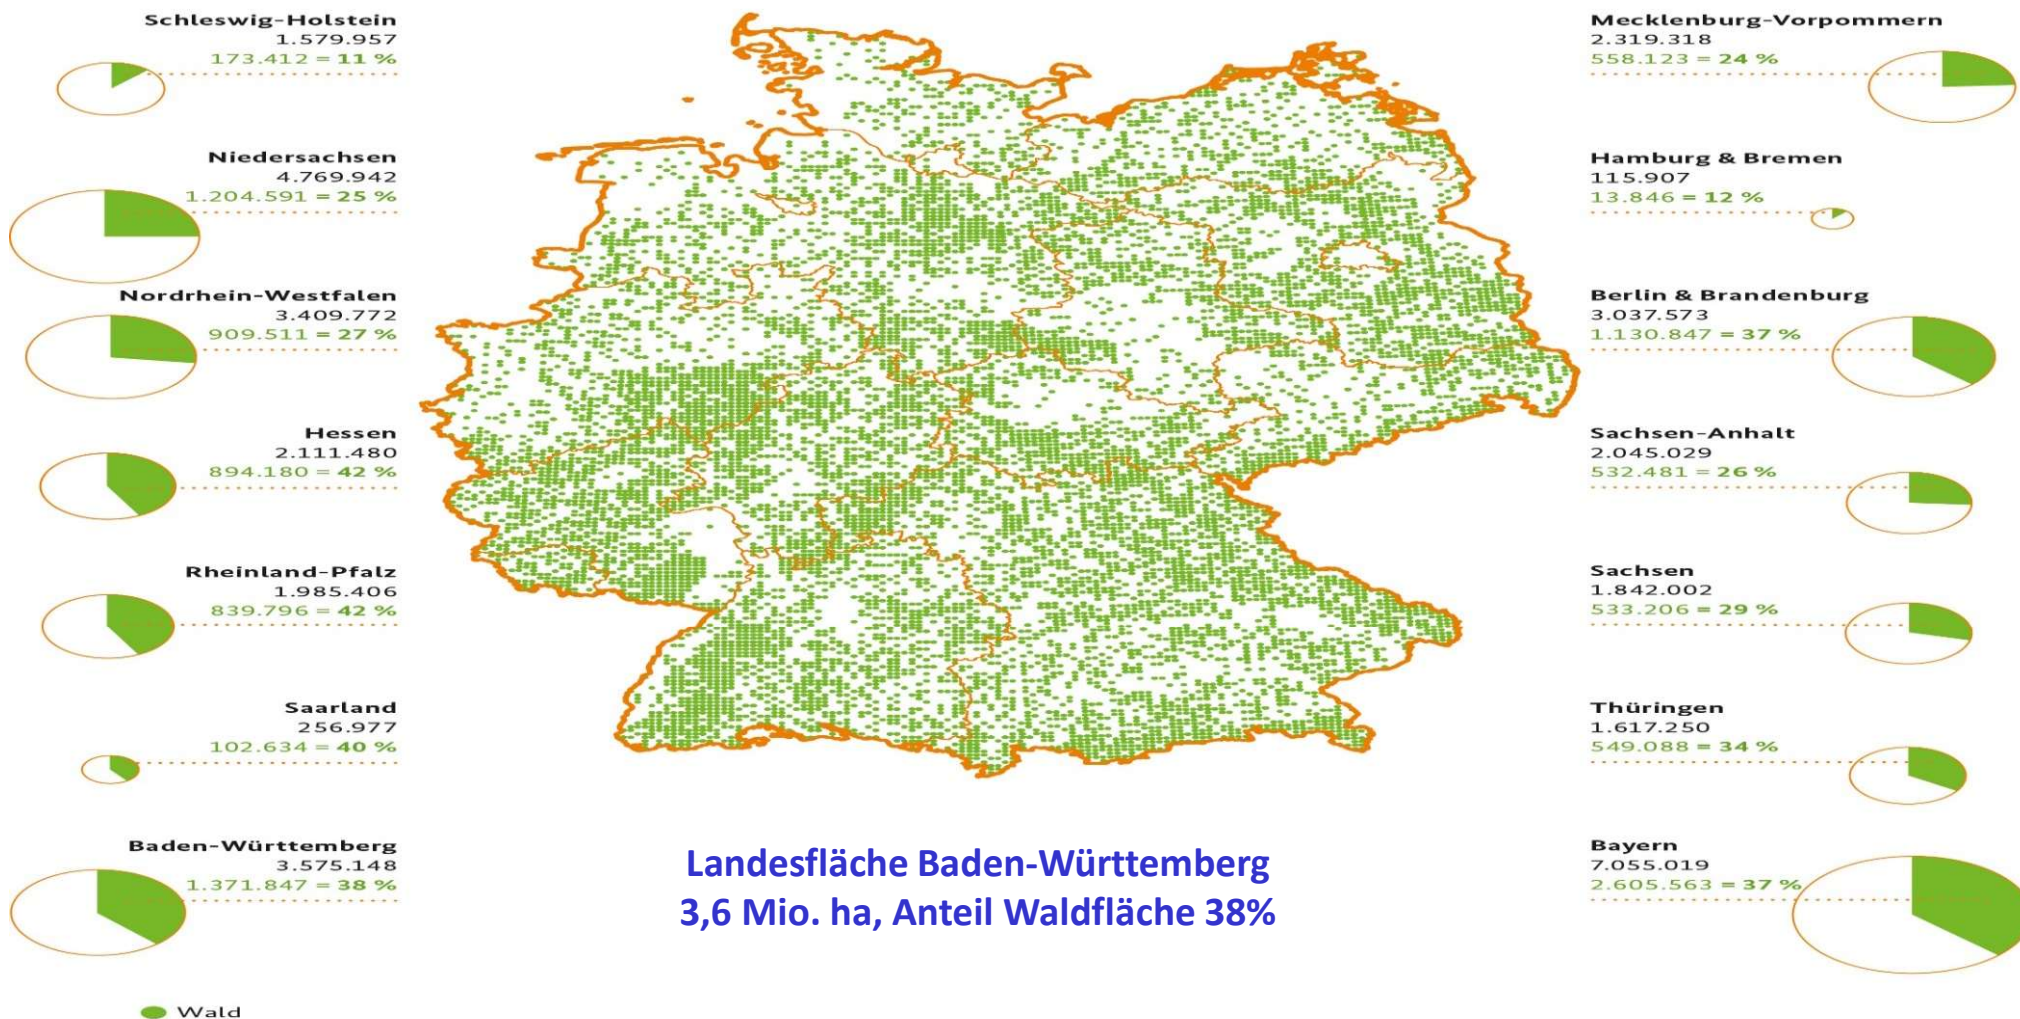 Schleswig-Holstein
1.579.957
173.412 = 11 %
Niedersachsen
4.769.942
1.204.591 = 25 %
Nordrhein-Westfalen
3.409.772
909.511 = 27 %
Hessen
2.111.480
894.180 = 42 %
Rheinland-Pfalz
1.985.406
839.796 = 42 %
Saarland
256.977
102.634 = 40 %
Baden-Württemberg
3.575.148
1.371.847 = 38 %
Wald
Landesfläche Baden-Württemberg
3,6 Mio. ha, Anteil Waldfläche 38%
Mecklenburg-Vorpommern
2.319.318
558.123 = 24 %
Hamburg & Bremen
115.907
13.846 = 12 %
Berlin & Brandenburg
3.037.573
1.130.847 = 37 %
Sachsen-Anhalt
2.045.029
532.481 = 26 %
Sachsen
1.842.002
533.206 = 29 %
Thüringen
1.617.250
549.088 = 34 %
Bayern
7.055.019
2.605.563 = 37 %